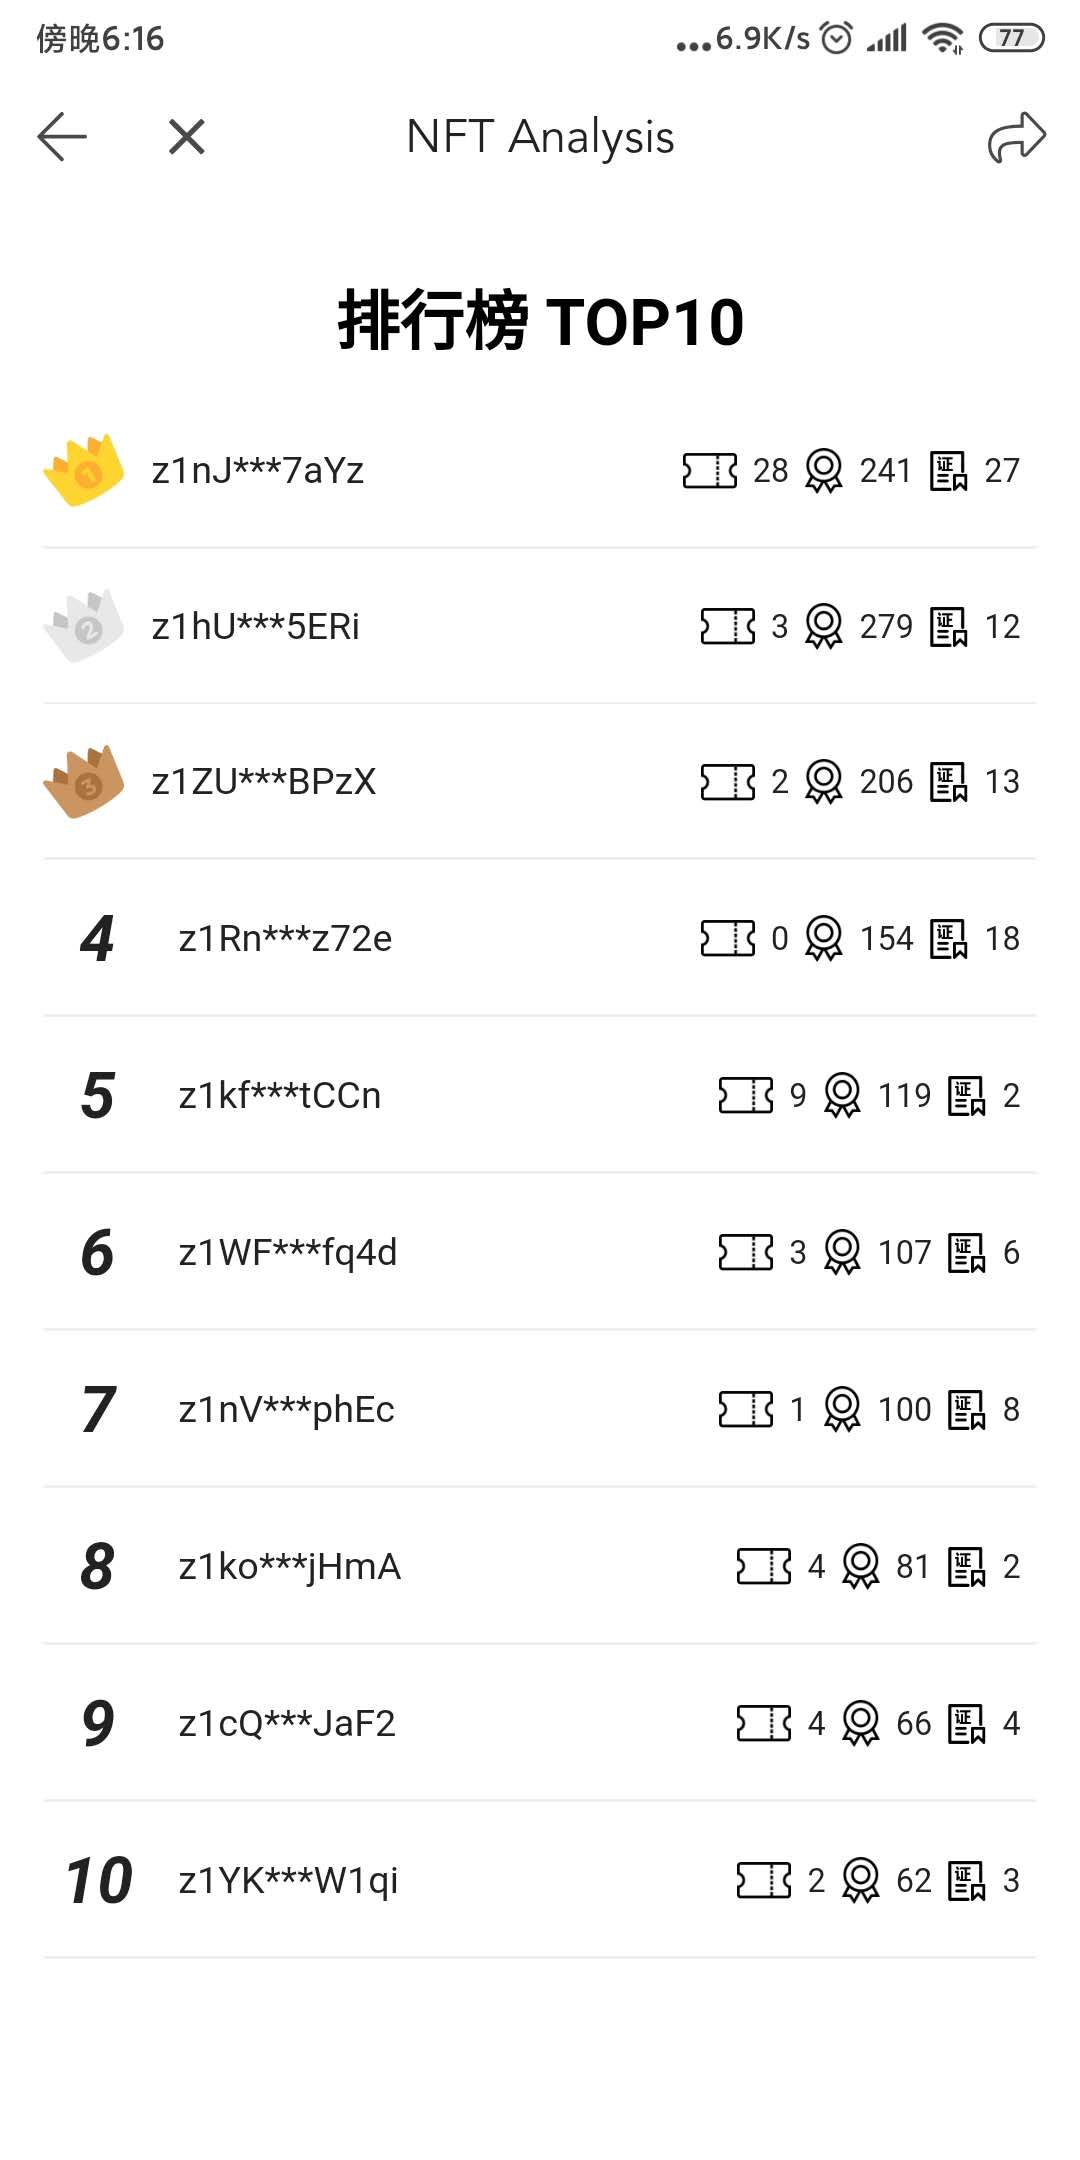 傍晚6:16 ...6.9K/s 77
NFT Analysis
排行榜 TOP10
1 z1nJ***7aYz 28 241 证 27
2 z1hU***5ERi 3 279 证 12
3 z1ZU***BPzX 2 206 证 13
4 z1Rn***z72e 0 154 证 18
5 z1kf***tCCn 9 119 证 2
6 z1WF***fq4d 3 107 证 6
7 z1nV***phEc 1 100 证 8
8 z1ko***jHmA 4 81 证 2
9 z1cQ***JaF2 4 66 证 4
10 z1YK***W1qi 2 62 证 3